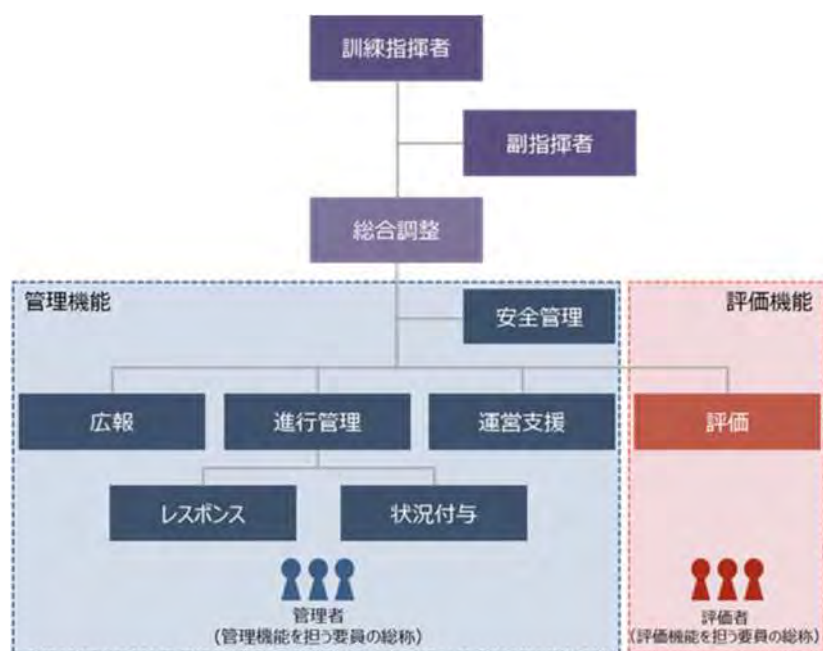 訓練指揮者
副指揮者
総合調整
管理機能
評価機能
安全管理
広報
進行管理
運営支援
評価
レスポンス
状況付与
管理者
(管理機能を担う要員の総称)
評価者
(評価機能を担う要員の総称)